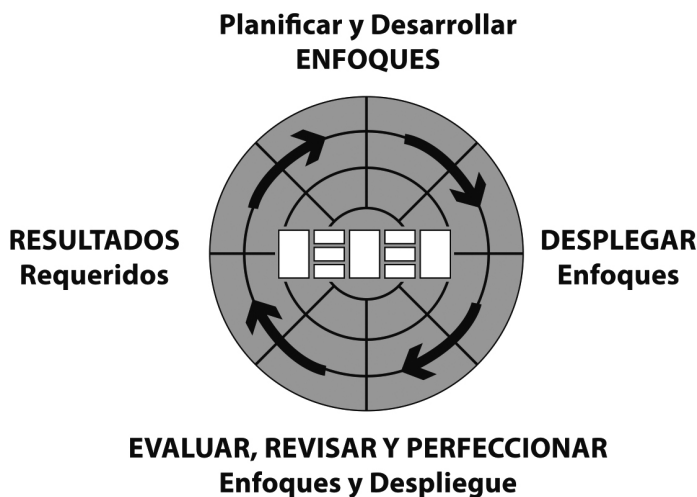 Planificar y Desarrollar
ENFOQUES
RESULTADOS
Requeridos
DESPLEGAR
Enfoques
EVALUAR, REVISAR Y PERFECCIONAR
Enfoques y Despliegue